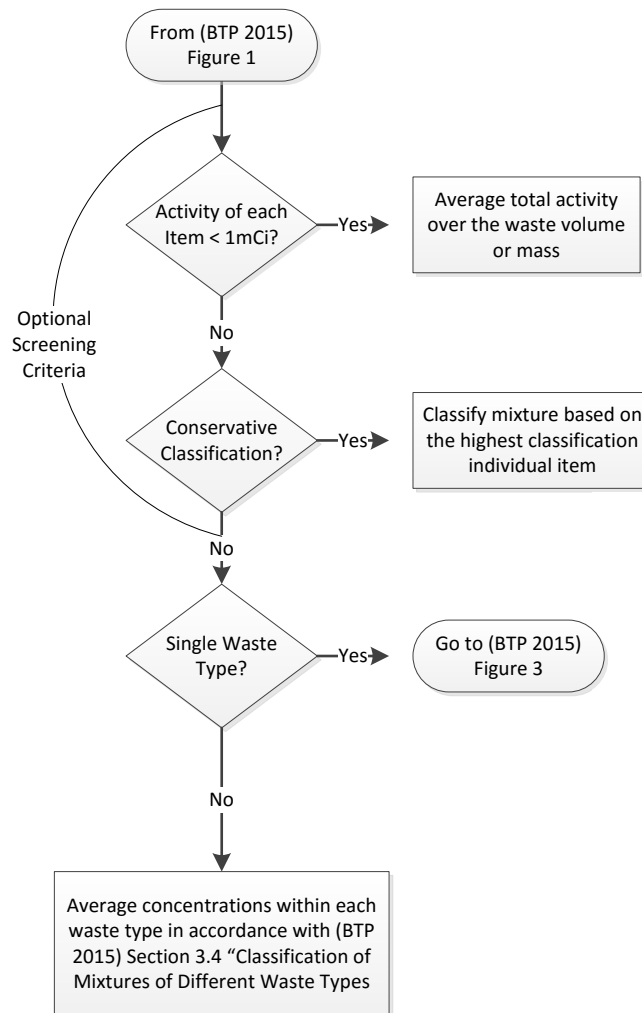 From (BTP 2015)
Figure 1
Activity of each
Item < 1mCi?
Yes
Average total activity
over the waste volume
or mass
No
Optional
Screening
Criteria
Conservative
Classification?
Yes
Classify mixture based on
the highest classification
individual item
No
Single Waste
Type?
Yes
Go to (BTP 2015)
Figure 3
No
Average concentrations within each
waste type in accordance with (BTP
2015) Section 3.4 “Classification of
Mixtures of Different Waste Types